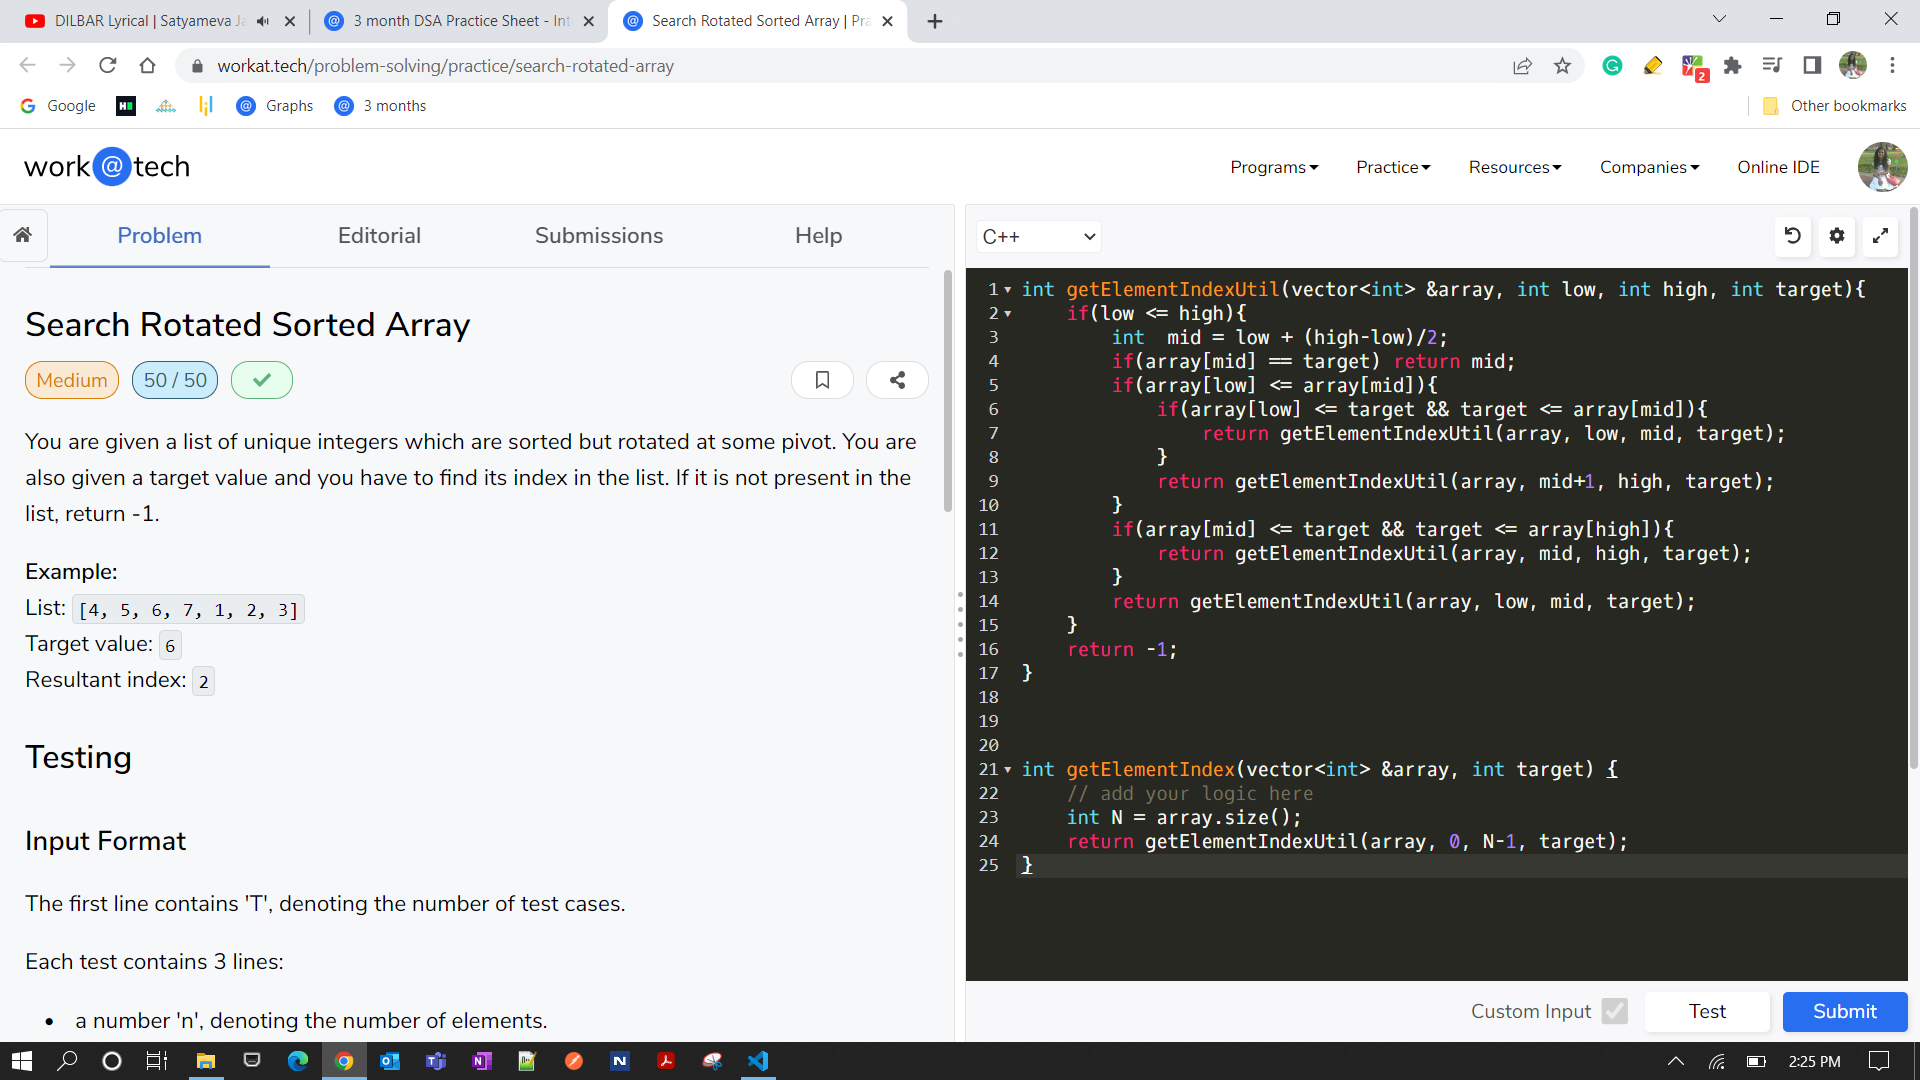 DILBAR Lyrical | Satyameva Ja
3 month DSA Practice Sheet - Int
Search Rotated Sorted Array | Pra
workat.tech/problem-solving/practice/search-rotated-array
2
Google
Graphs
3 months
Other bookmarks
work@tech
Programs
Practice
Resources
Companies
Online IDE
Problem
Editorial
Submissions
Help
C++
Search Rotated Sorted Array
Medium
50 / 50
You are given a list of unique integers which are sorted but rotated at some pivot. You are
also given a target value and you have to find its index in the list. If it is not present in the
list, return -1.
Example:
List: [4, 5, 6, 7, 1, 2, 3]
Target value: 6
Resultant index: 2
Testing
Input Format
The first line contains 'T', denoting the number of test cases.
Each test contains 3 lines:
• a number 'n', denoting the number of elements.
1 int getElementIndexUtil(vector<int> &array, int low, int high, int target){
2 if(low <= high){
3 int  mid = low + (high-low)/2;
4 if(array[mid] == target) return mid;
5 if(array[low] <= array[mid]){
6 if(array[low] <= target && target <= array[mid]){
7 return getElementIndexUtil(array, low, mid, target);
8 }
9 return getElementIndexUtil(array, mid+1, high, target);
10 }
11 if(array[mid] <= target && target <= array[high]){
12 return getElementIndexUtil(array, mid, high, target);
13 }
14 return getElementIndexUtil(array, low, mid, target);
15 }
16 return -1;
17 }
18
19
20
21 int getElementIndex(vector<int> &array, int target) {
22 // add your logic here
23 int N = array.size();
24 return getElementIndexUtil(array, 0, N-1, target);
25 }
Custom Input
Test
Submit
2:25 PM